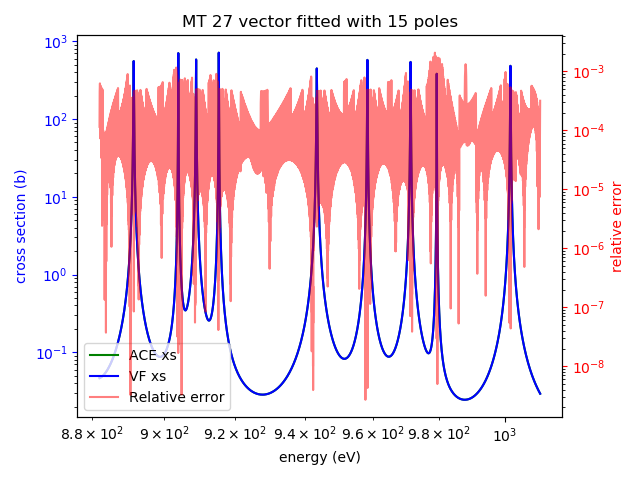 MT 27 vector fitted with 15 poles
10³
10²
10¹
10⁰
10⁻¹
cross section (b)
10⁻³
10⁻⁴
10⁻⁵
10⁻⁶
10⁻⁷
10⁻⁸
relative error
ACE xs
VF xs
Relative error
8.8 × 10² 9 × 10² 9.2 × 10² 9.4 × 10² 9.6 × 10² 9.8 × 10² 10³
energy (eV)